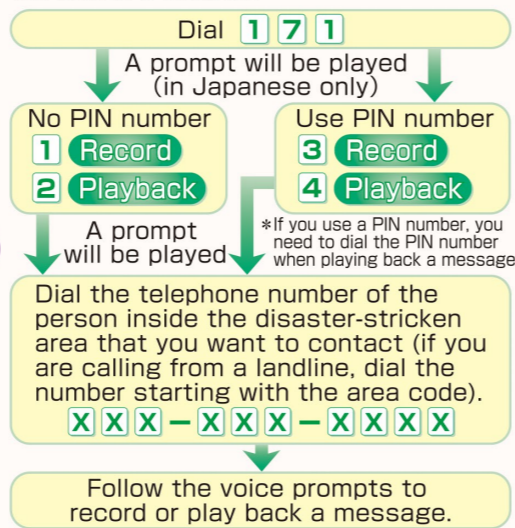 Dial 1 7 1
A prompt will be played
(in Japanese only)
No PIN number
1 Record
2 Playback
Use PIN number
3 Record
4 Playback
A prompt
will be played
*If you use a PIN number, you
need to dial the PIN number
when playing back a message
Dial the telephone number of the
person inside the disaster-stricken
area that you want to contact (if you
are calling from a landline, dial the
number starting with the area code).
XXX-XXX-XXXX
Follow the voice prompts to
record or play back a message.